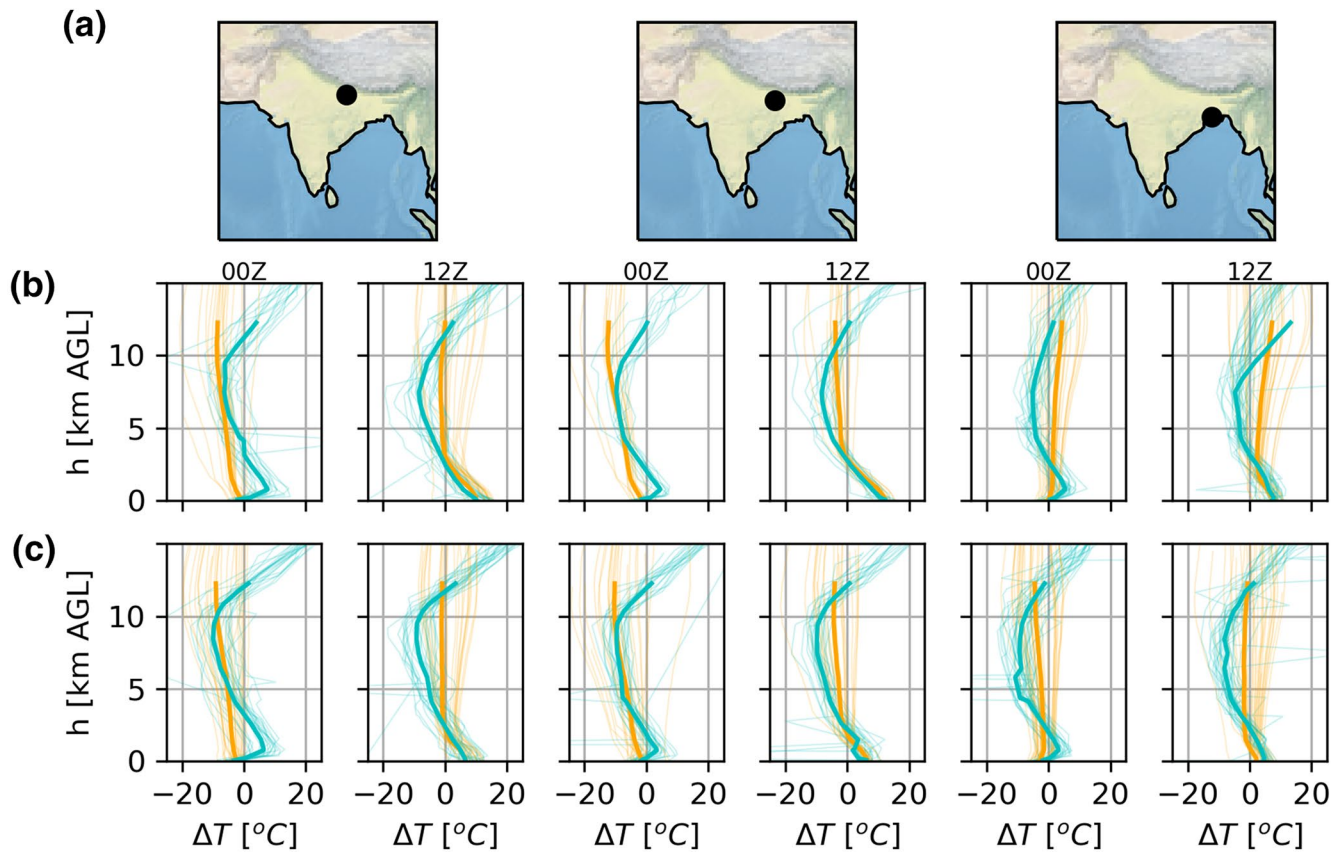 (a)
(b)
00Z 12Z 00Z 12Z 00Z 12Z
h [km AGL]
10
5
0
(c)
h [km AGL]
10
5
0
−20 0 20 −20 0 20 −20 0 20 −20 0 20 −20 0 20 −20 0 20
ΔT [°C] ΔT [°C] ΔT [°C] ΔT [°C] ΔT [°C] ΔT [°C]